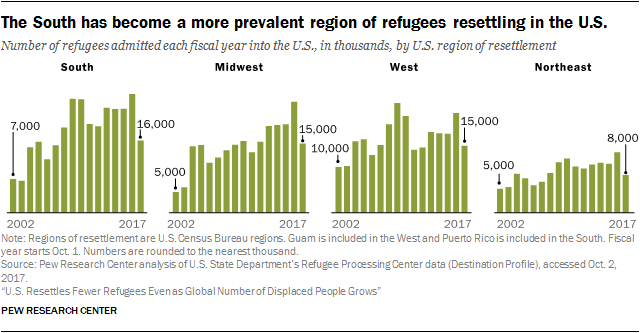 The South has become a more prevalent region of refugees resettling in the U.S.
Number of refugees admitted each fiscal year into the U.S., in thousands, by U.S. region of resettlement
South Midwest West Northeast
7,000 16,000 5,000 15,000 10,000 15,000 5,000 8,000
2002 2017 2002 2017 2002 2017 2002 2017
Note: Regions of resettlement are U.S. Census Bureau regions. Guam is included in the West and Puerto Rico is included in the South. Fiscal
year starts Oct. 1. Numbers are rounded to the nearest thousand.
Source: Pew Research Center analysis of U.S. State Department's Refugee Processing Center data (Destination Profile), accessed Oct. 2,
2017.
"U.S. Resettles Fewer Refugees Even as Global Number of Displaced People Grows"
PEW RESEARCH CENTER